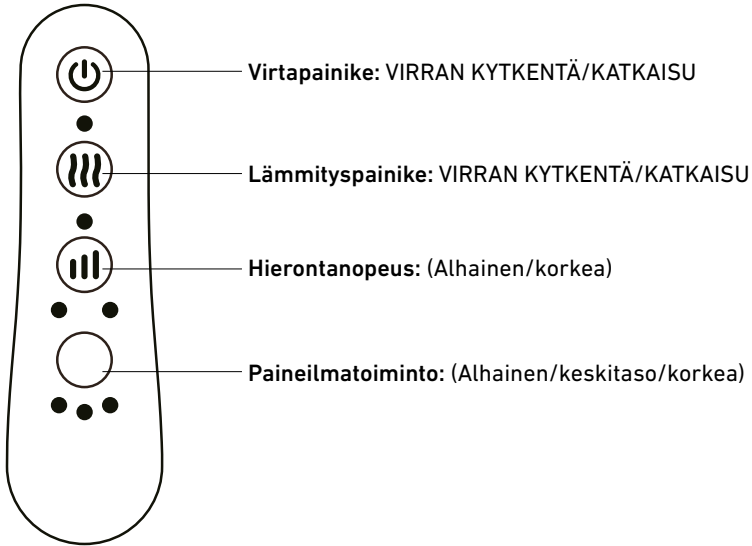 Virtapainike: VIRRAN KYTKENTÄ/KATKAISU
Lämmityspainike: VIRRAN KYTKENTÄ/KATKAISU
Hierontanopeus: (Alhainen/korkea)
Paineilmatoiminto: (Alhainen/keskitaso/korkea)